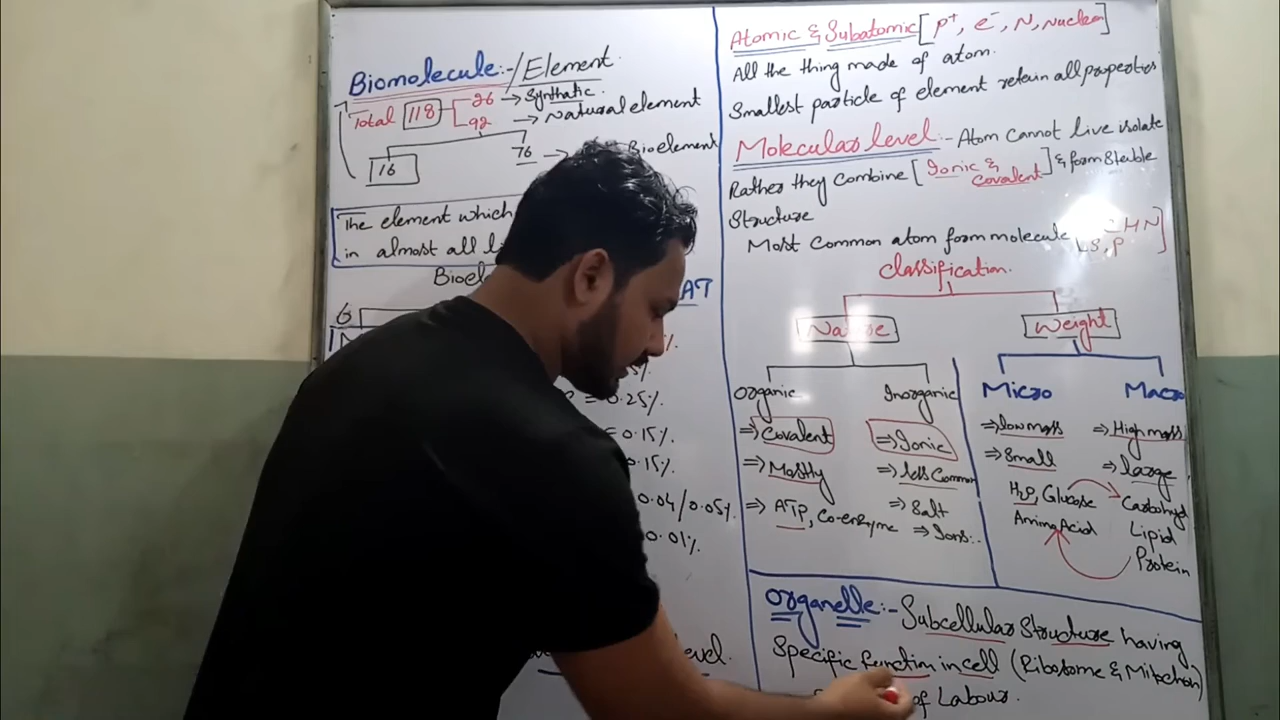 Biomolecule:-/Element
Total 118
26 → Synthatic.
92 → Natural element
16
76 → Bioelement
The element which
in almost all
6
AT
0.25%
= 0.15%
0.15%
0.04/0.05%
0.01%
level.
Atomic & Subatomic [P⁺, e⁻, N, Nuclear]
All the thing made of atom.
Smallest particle of element retain all properties
Molecular level:- Atom cannot live isolate
Rather they combine [Ionic & covalent] & form Stable
Structure
Most Common atom form molecule
CHN
S,P
classification.
Nature
Weight
Organic
Inorganic
Micro
Macro
⇒ Covalent
⇒ Ionic
⇒ low mass
⇒ High mass
⇒ Mostly
⇒ less Common
⇒ Small
⇒ large
⇒ ATP, Co-enzyme
⇒ Salt
⇒ Ions..
H₂O, Glucose
Amino Acid
Carbohyd
Lipid
Protein
Organelle:- Subcellular Structure having
Specific function in cell (Ribosome & Mitochon)
of Labour.